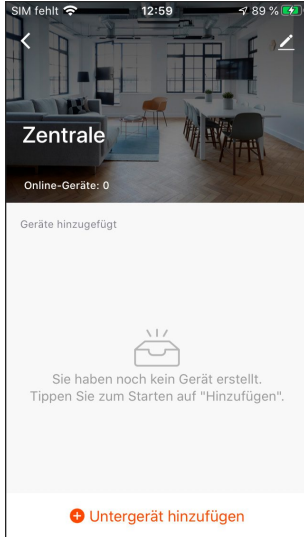 SIM fehlt 12:59 89 %
Zentrale
Online-Geräte: 0
Geräte hinzugefügt
Sie haben noch kein Gerät erstellt.
Tippen Sie zum Starten auf "Hinzufügen".
Untergerät hinzufügen